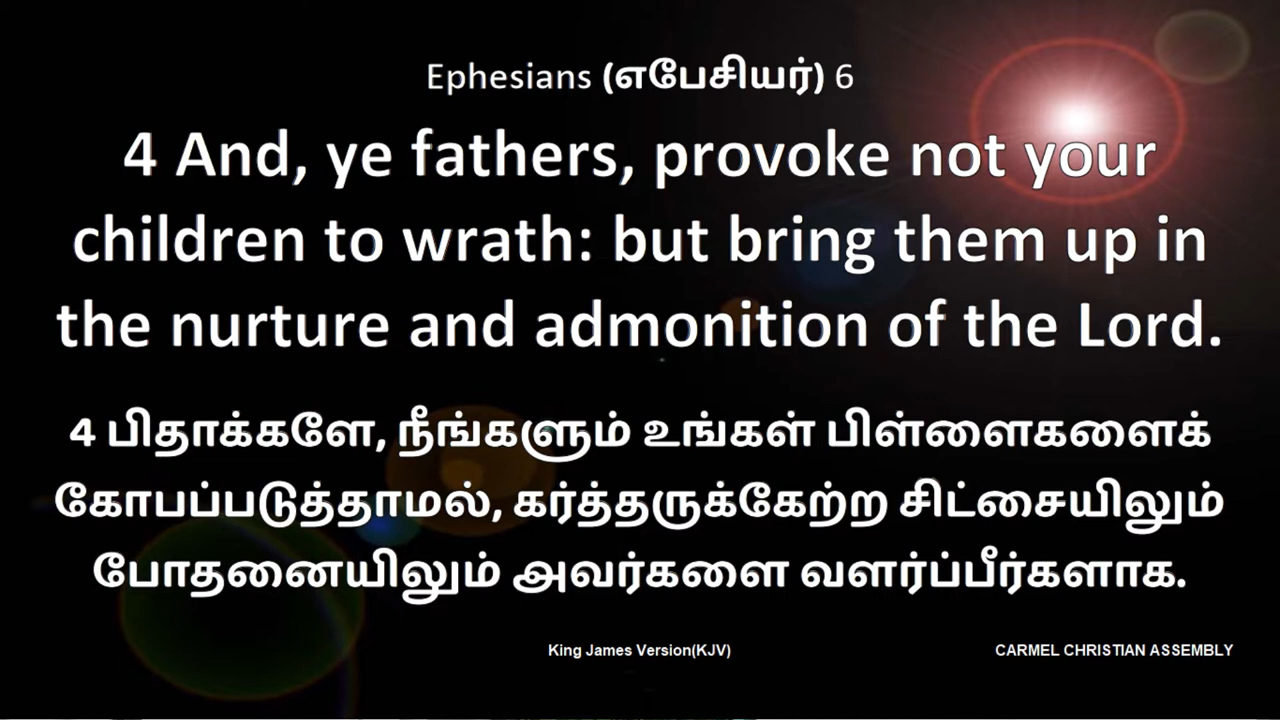 Ephesians (எபேசியர்) 6
4 And, ye fathers, provoke not your
children to wrath: but bring them up in
the nurture and admonition of the Lord.
4 பிதாக்களே, நீங்களும் உங்கள் பிள்ளைகளைக்
கோபப்படுத்தாமல், கர்த்தருக்கேற்ற சிட்சையிலும்
போதனையிலும் அவர்களை வளர்ப்பீர்களாக.
King James Version(KJV)
CARMEL CHRISTIAN ASSEMBLY